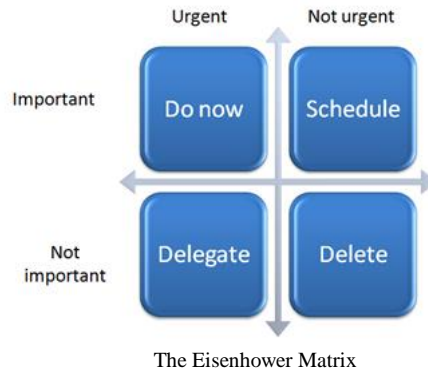 Urgent Not urgent
Important
Do now Schedule
Not
important
Delegate Delete
The Eisenhower Matrix